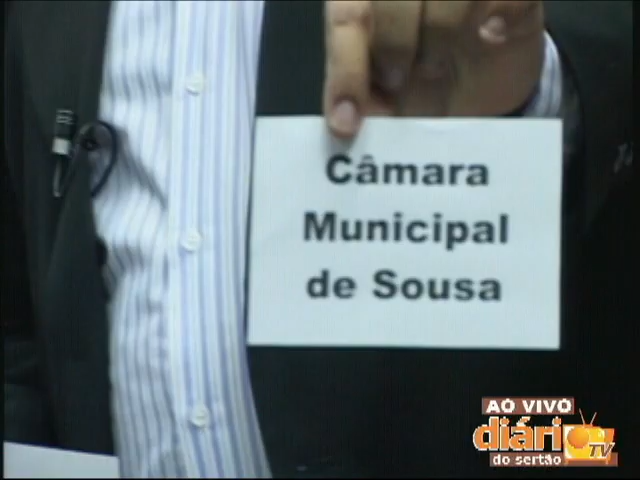 Câmara
Municipal
de Sousa
AO VIVO
diário TV
do sertão